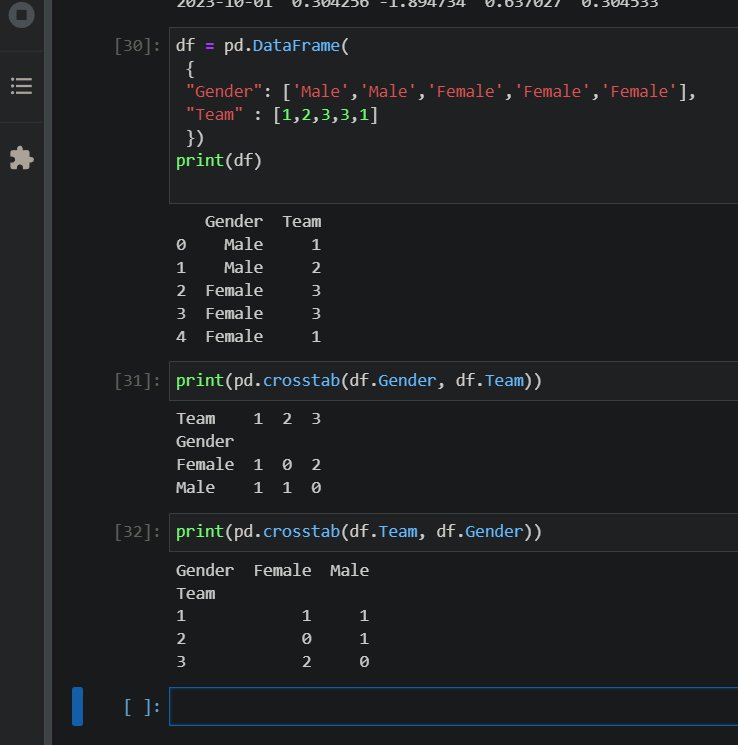 2023-10-01  0.304256 -1.894734  0.637027  0.304533
[30]: df = pd.DataFrame(
{
"Gender": ['Male','Male','Female','Female','Female'],
"Team" : [1,2,3,3,1]
})
print(df)
Gender  Team
0    Male     1
1    Male     2
2  Female     3
3  Female     3
4  Female     1
[31]: print(pd.crosstab(df.Gender, df.Team))
Team    1  2  3
Gender
Female  1  0  2
Male    1  1  0
[32]: print(pd.crosstab(df.Team, df.Gender))
Gender  Female  Male
Team
1            1     1
2            0     1
3            2     0
[ ]: